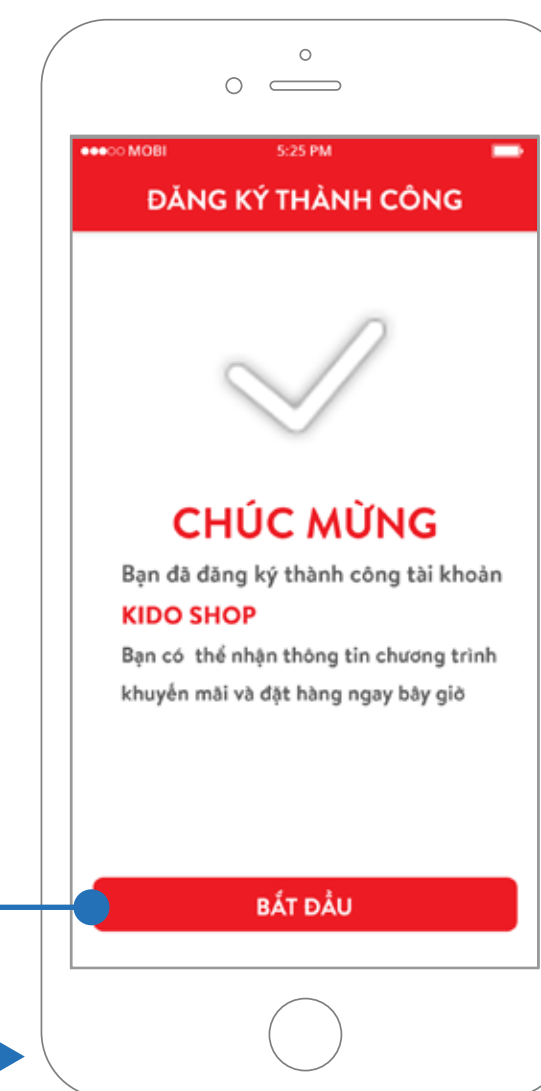 MOBI 5:25 PM
ĐĂNG KÝ THÀNH CÔNG
CHÚC MỪNG
Bạn đã đăng ký thành công tài khoản
KIDO SHOP
Bạn có thể nhận thông tin chương trình
khuyến mãi và đặt hàng ngay bây giờ
BẮT ĐẦU